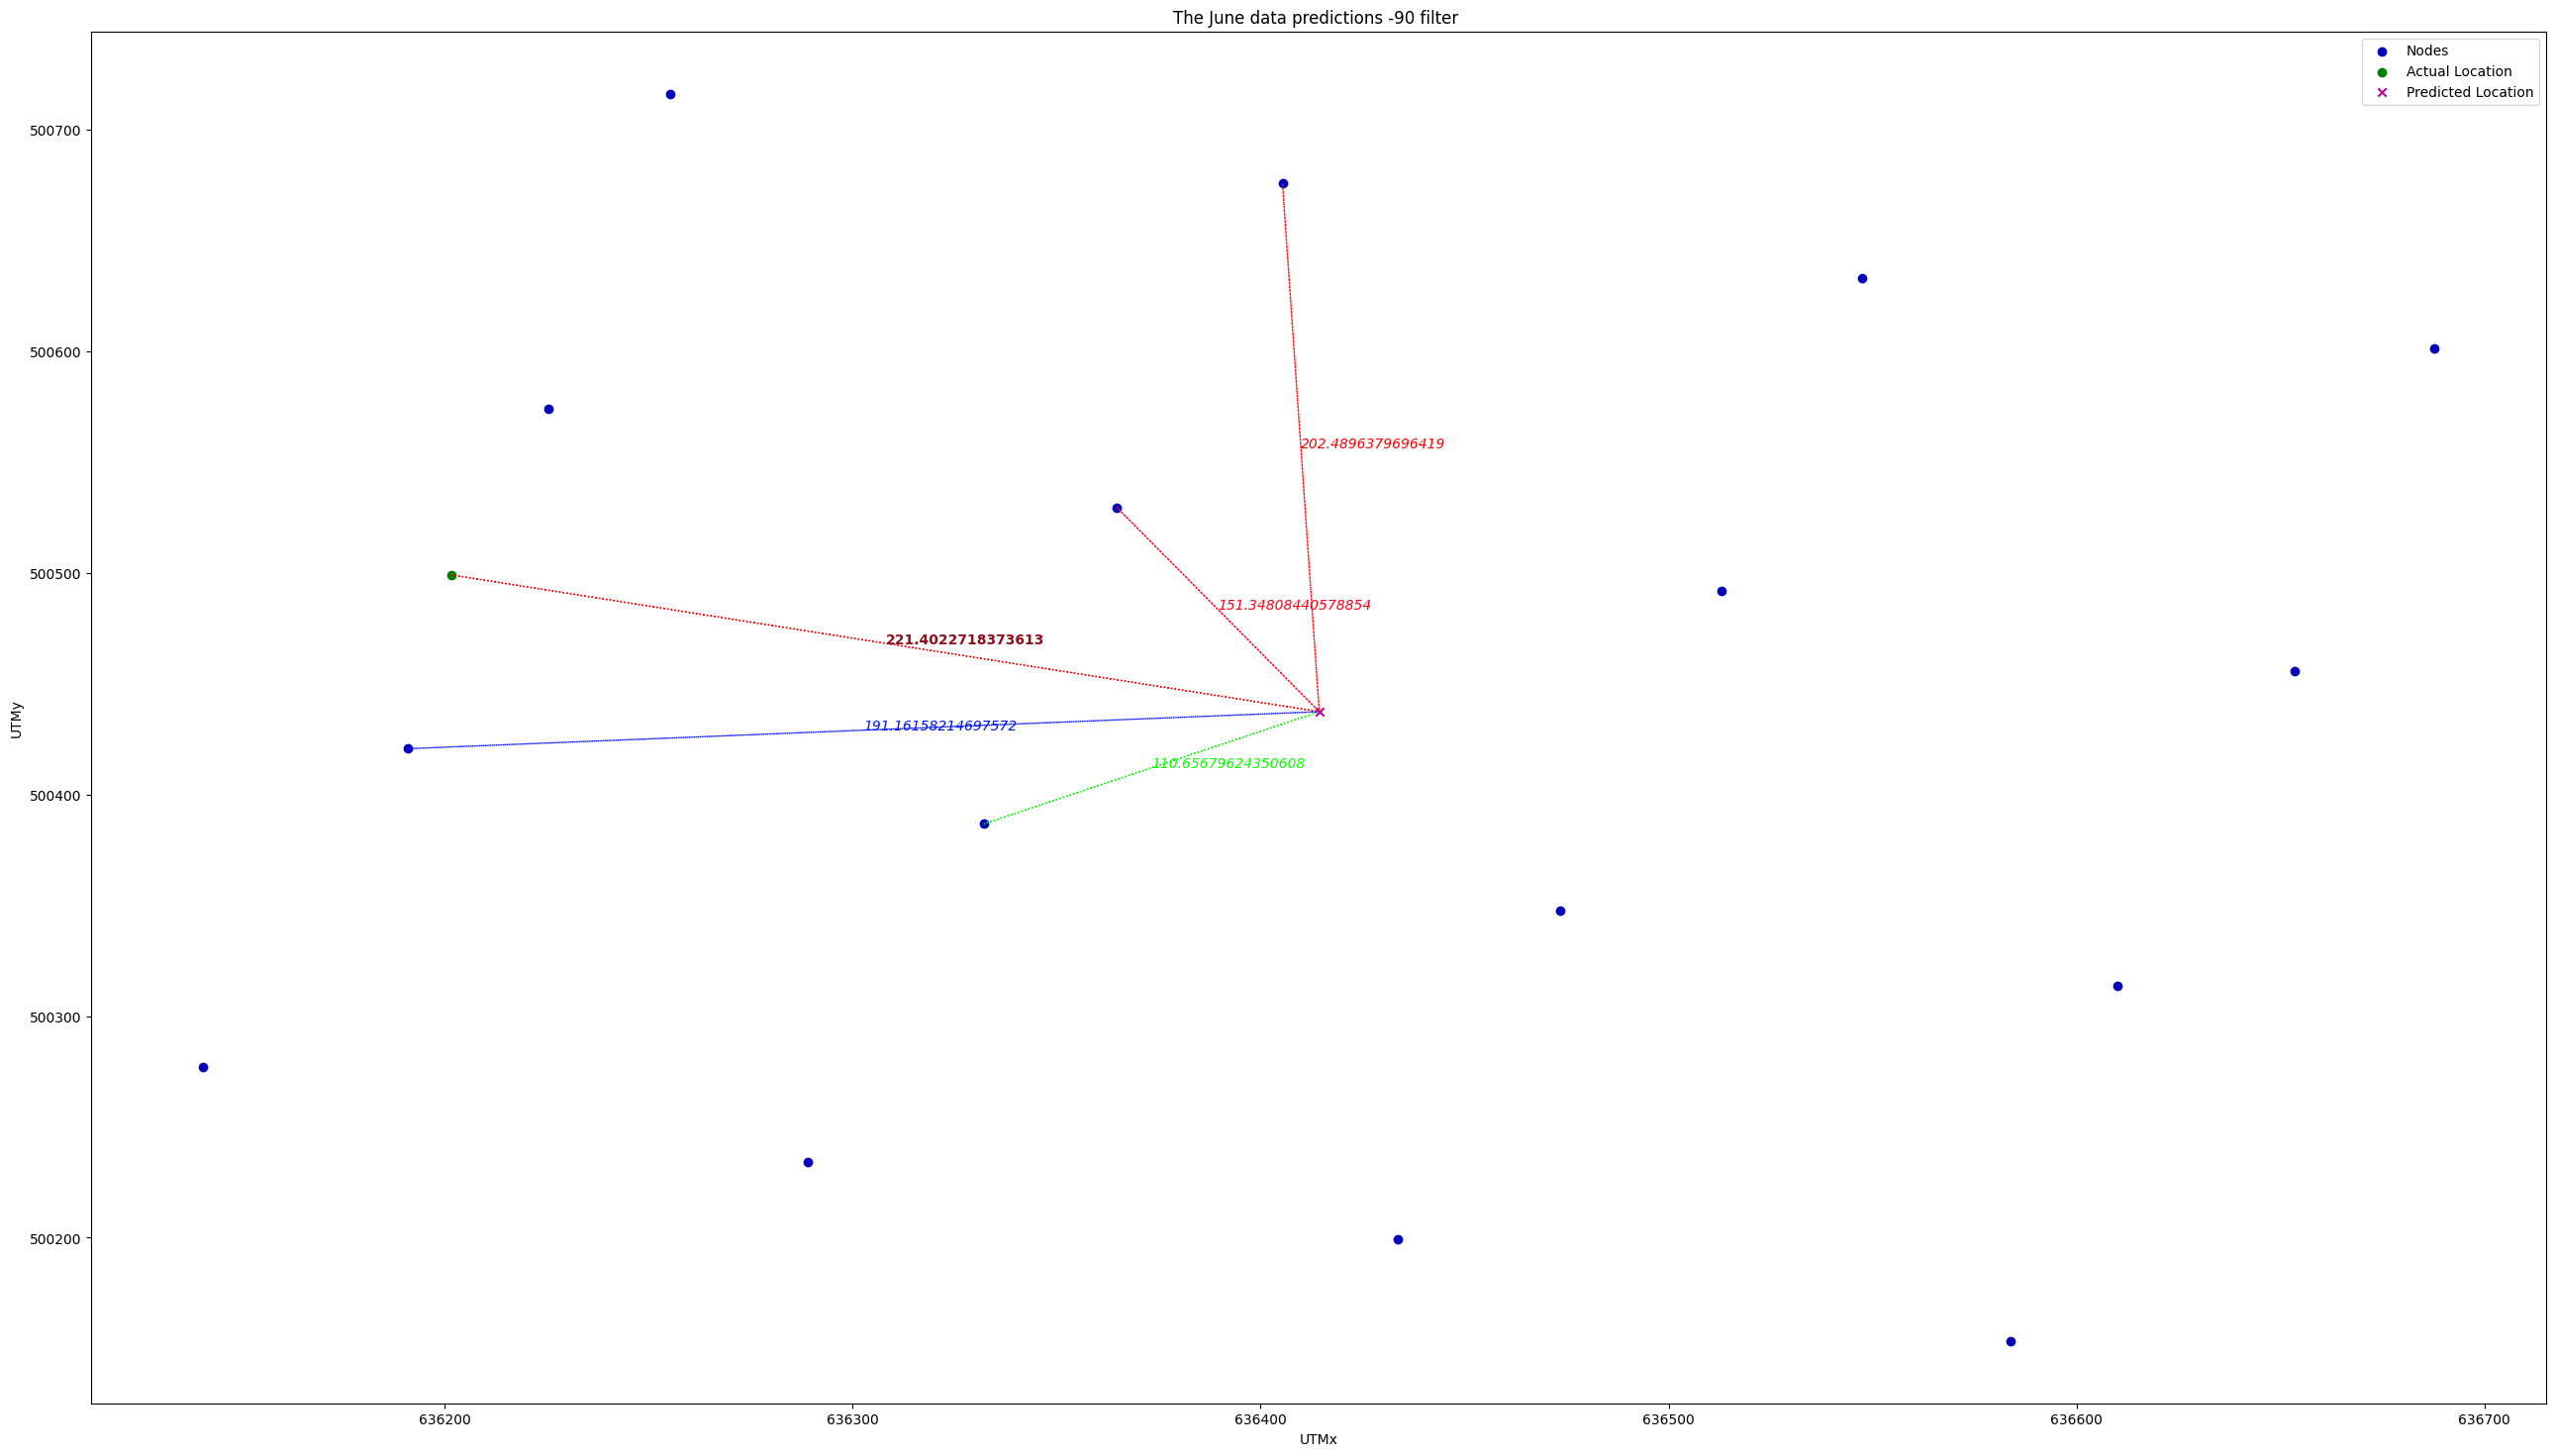 The June data predictions -90 filter
Nodes
Actual Location
Predicted Location
500700
500600
500500
500400
500300
500200
UTMy
202.4896379696419
151.34808440578854
221.4022718373613
191.16158214697572
110.65679624350608
636200
636300
636400
636500
636600
636700
UTMx